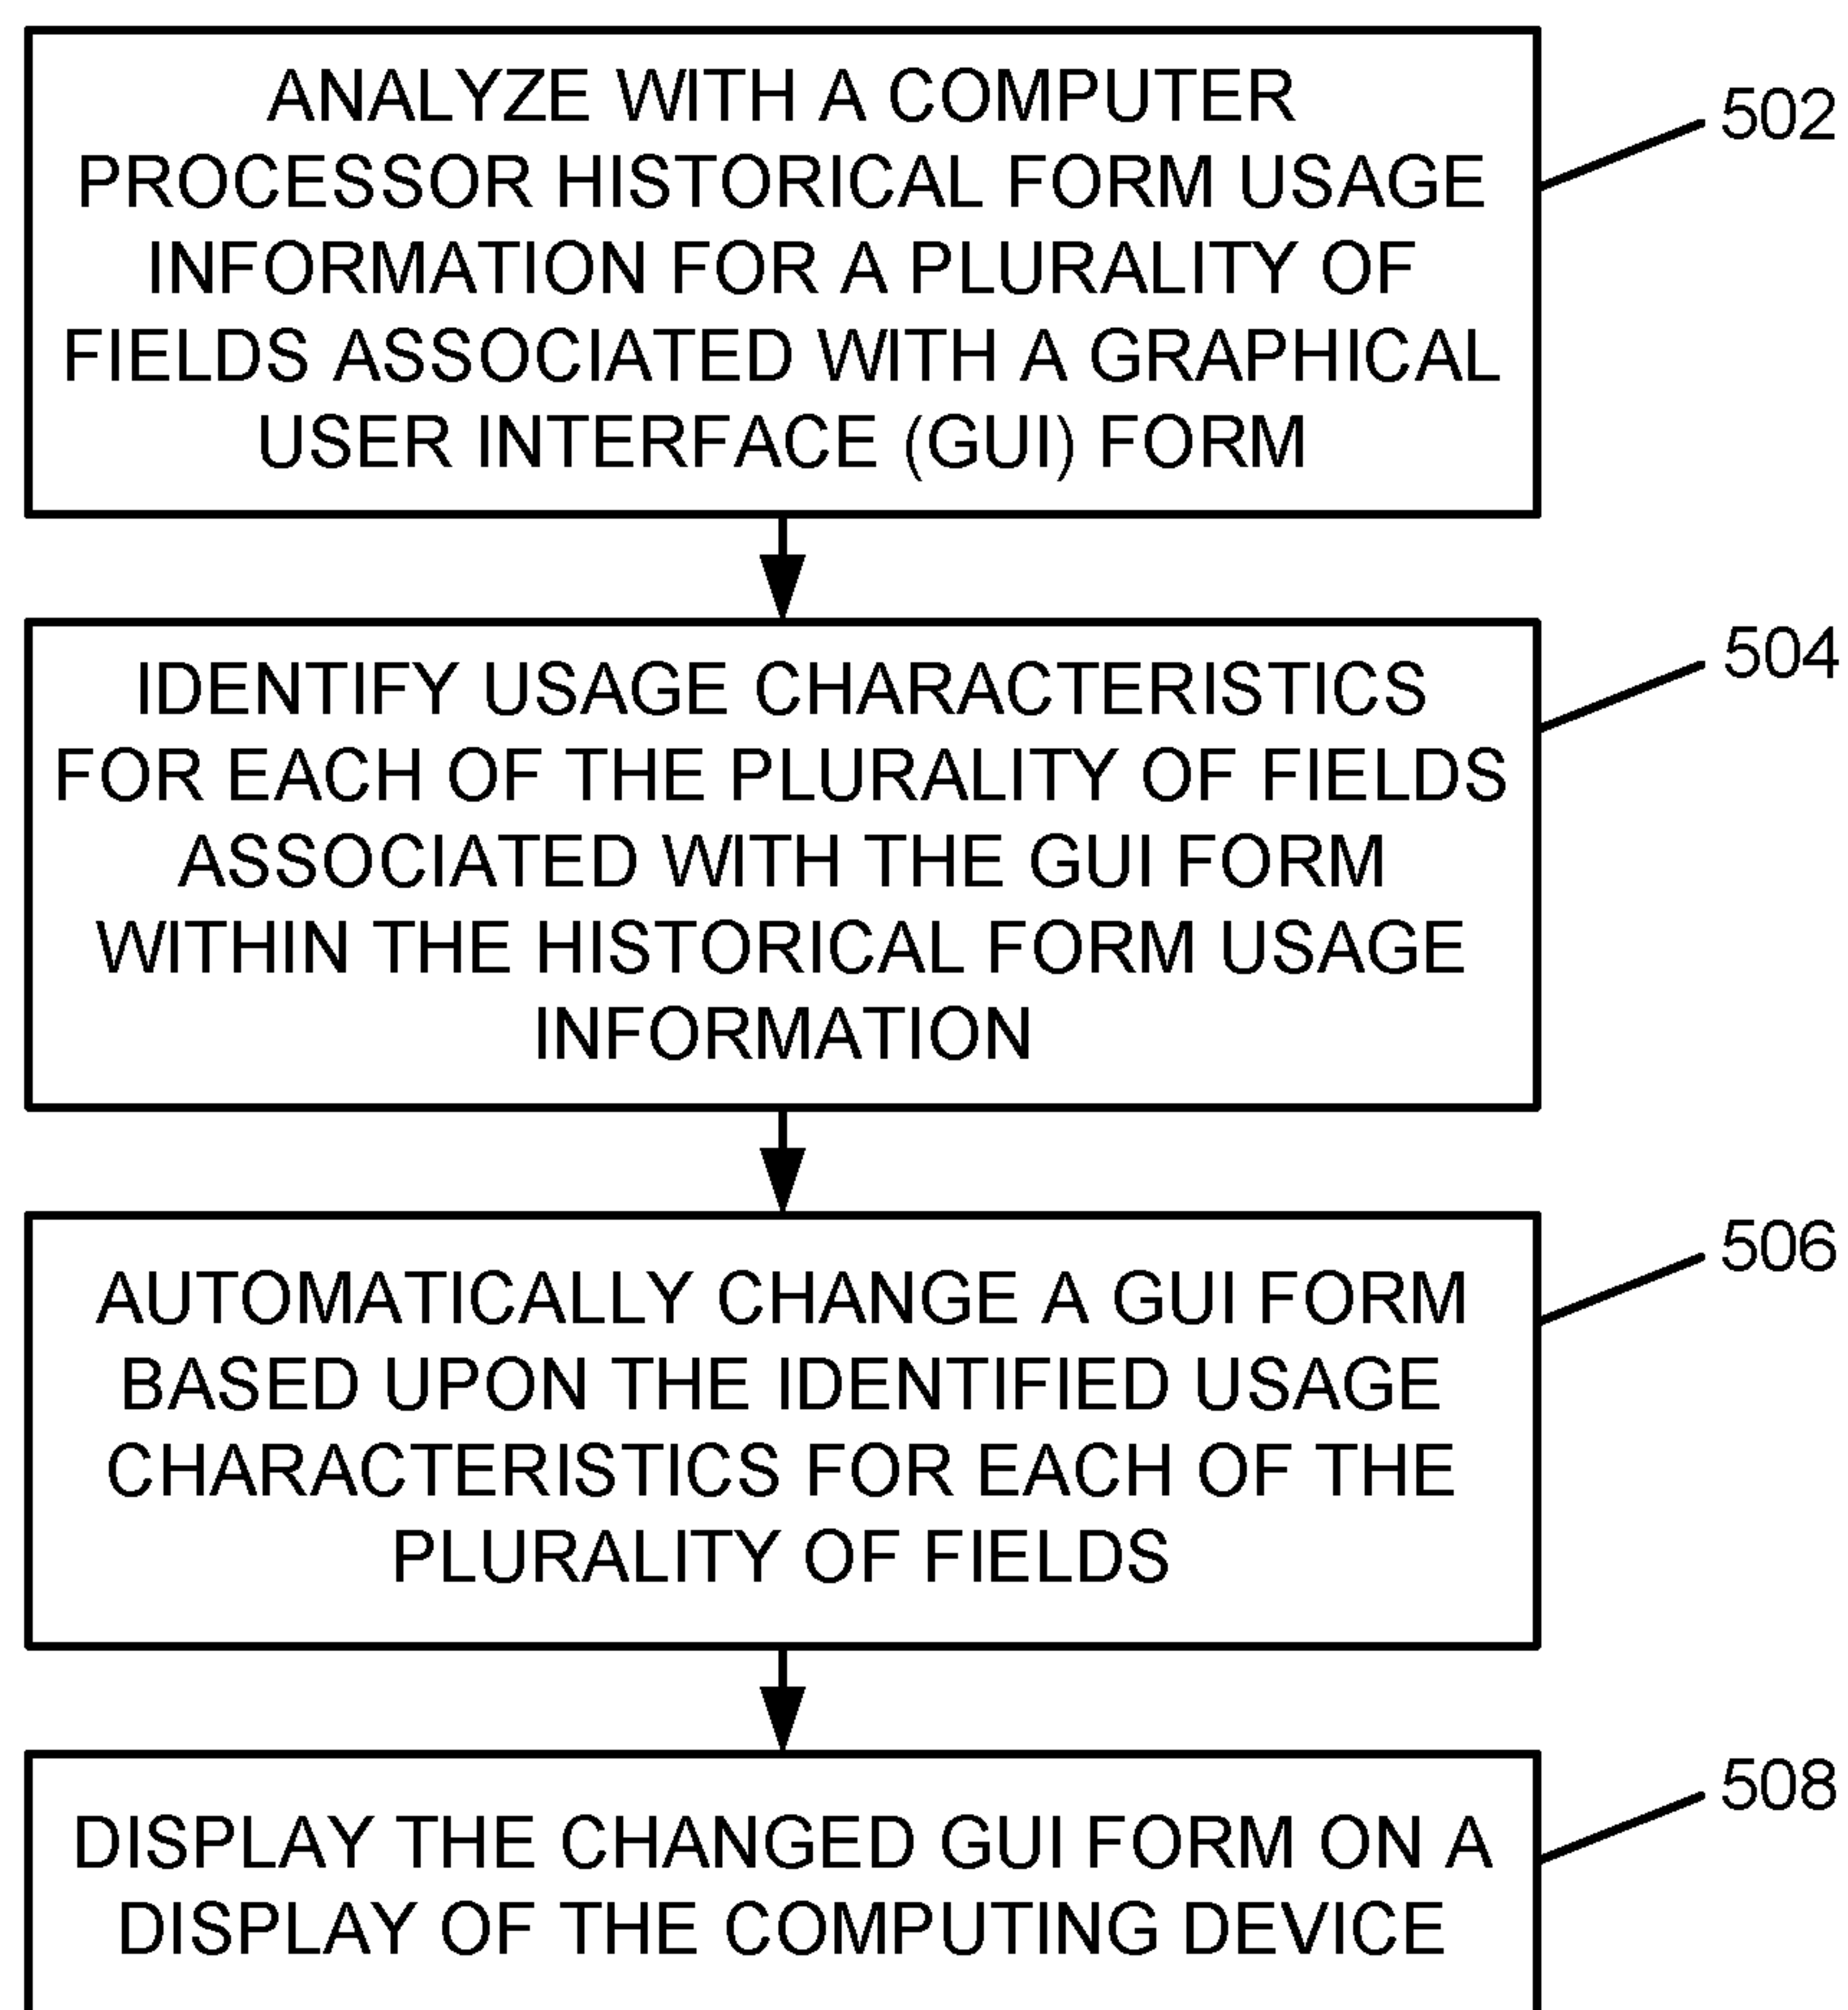 ANALYZE WITH A COMPUTER
PROCESSOR HISTORICAL FORM USAGE
INFORMATION FOR A PLURALITY OF
FIELDS ASSOCIATED WITH A GRAPHICAL
USER INTERFACE (GUI) FORM
502
IDENTIFY USAGE CHARACTERISTICS
FOR EACH OF THE PLURALITY OF FIELDS
ASSOCIATED WITH THE GUI FORM
WITHIN THE HISTORICAL FORM USAGE
INFORMATION
504
AUTOMATICALLY CHANGE A GUI FORM
BASED UPON THE IDENTIFIED USAGE
CHARACTERISTICS FOR EACH OF THE
PLURALITY OF FIELDS
506
DISPLAY THE CHANGED GUI FORM ON A
DISPLAY OF THE COMPUTING DEVICE
508